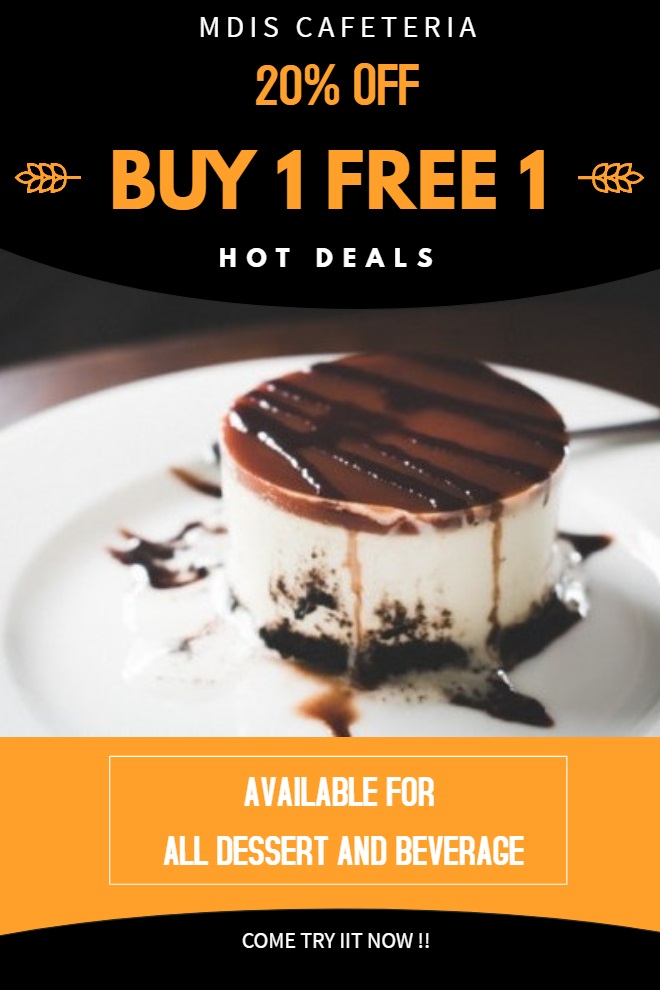 MDIS CAFETERIA
20% OFF
BUY 1 FREE 1
HOT DEALS
AVAILABLE FOR
ALL DESSERT AND BEVERAGE
COME TRY IIT NOW !!